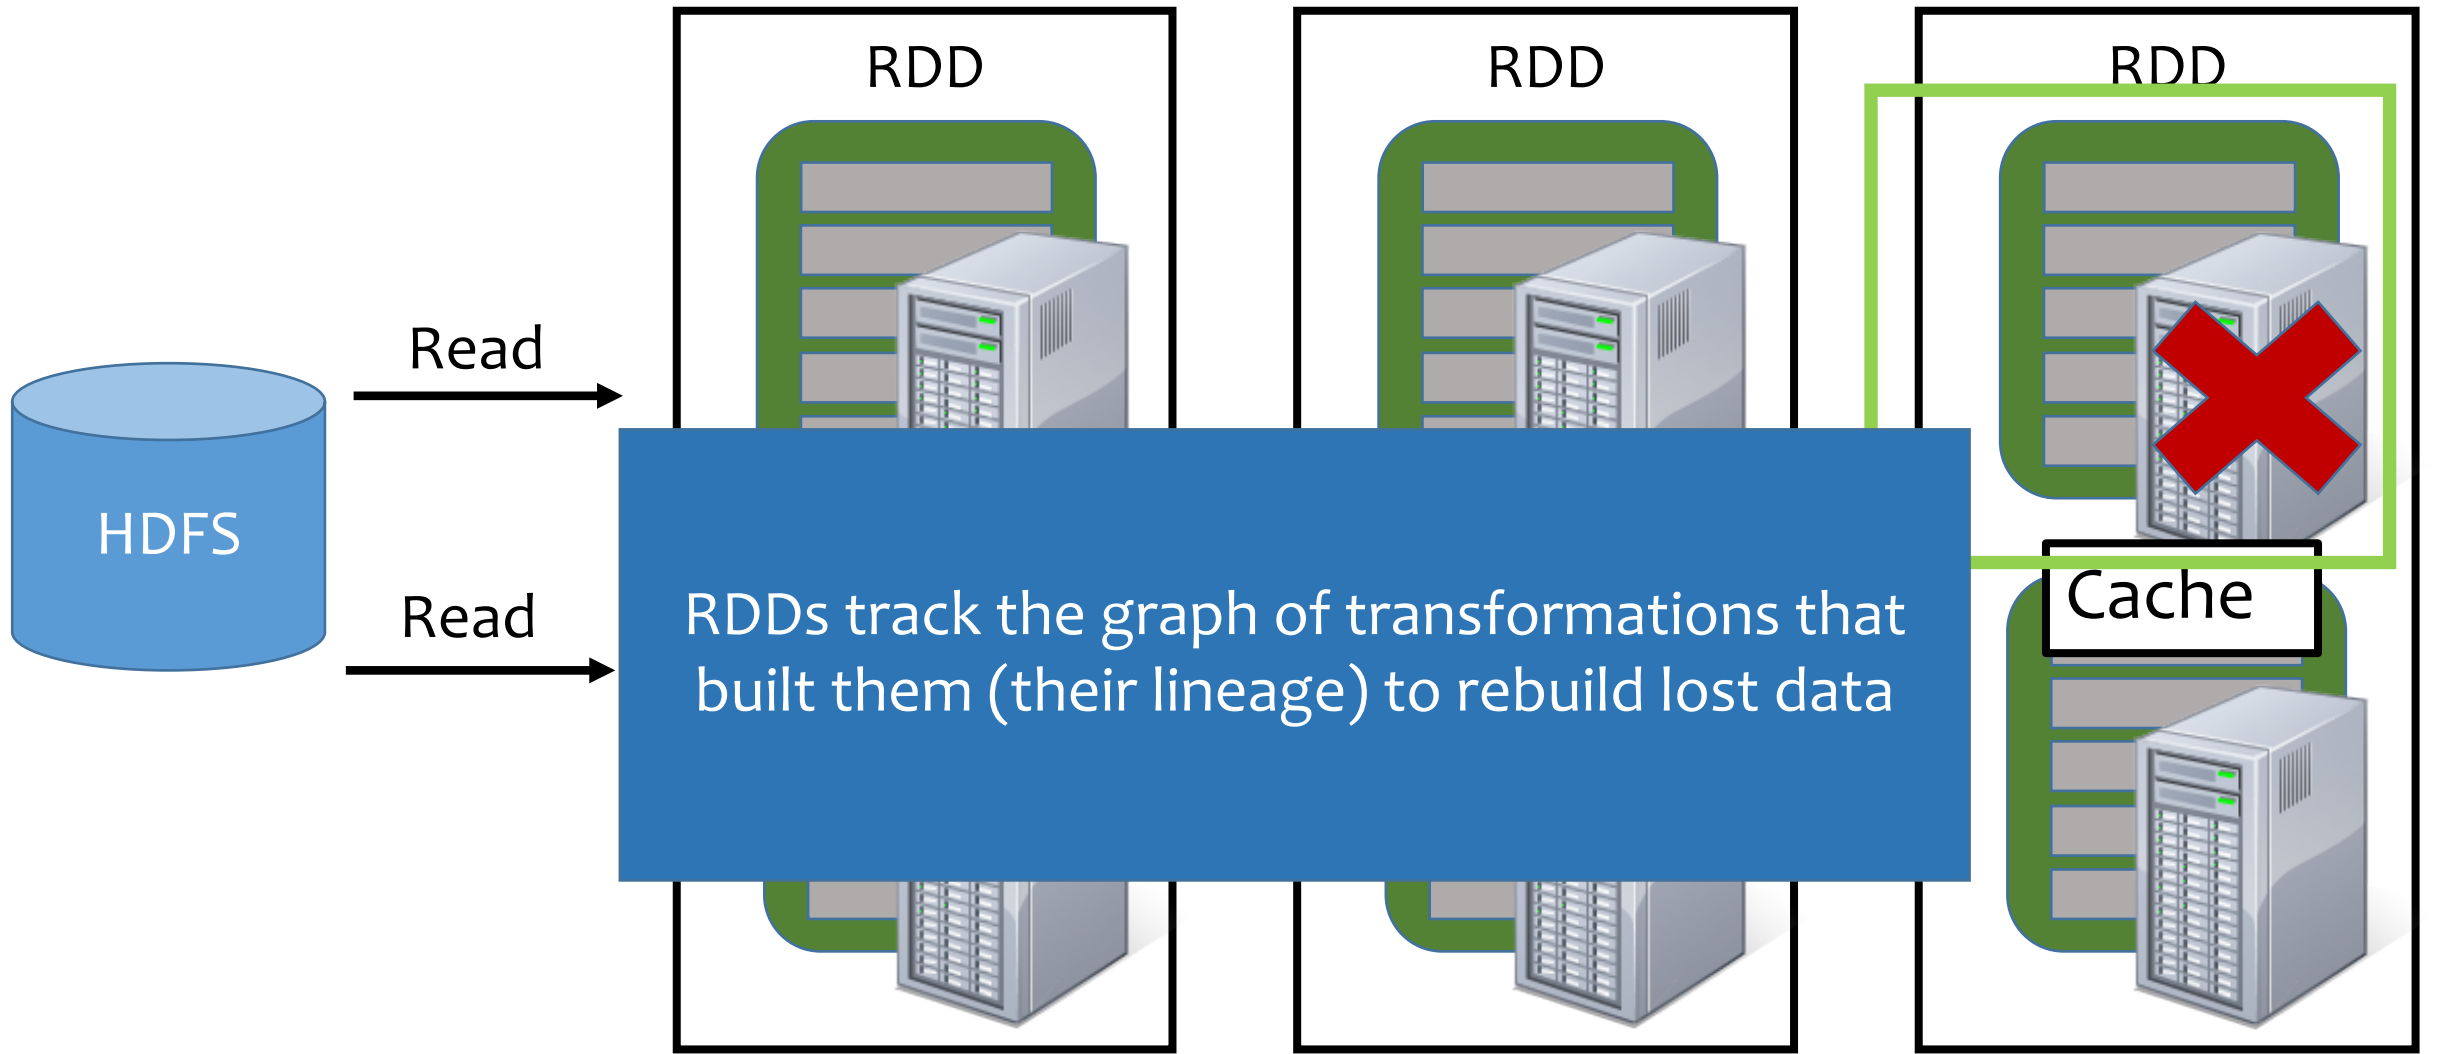 RDD
RDD
RDD
Read
HDFS
Read
RDDs track the graph of transformations that
built them (their lineage) to rebuild lost data
Cache